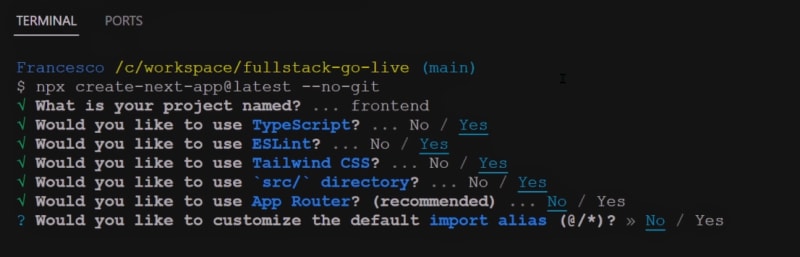 TERMINAL PORTS
Francesco /c/workspace/fullstack-go-live (main)
$ npx create-next-app@latest --no-git
√ What is your project named? ... frontend
√ Would you like to use TypeScript? ... No / Yes
√ Would you like to use ESLint? ... No / Yes
√ Would you like to use Tailwind CSS? ... No / Yes
√ Would you like to use `src/` directory? ... No / Yes
√ Would you like to use App Router? (recommended) ... No / Yes
? Would you like to customize the default import alias (@/*)? » No / Yes